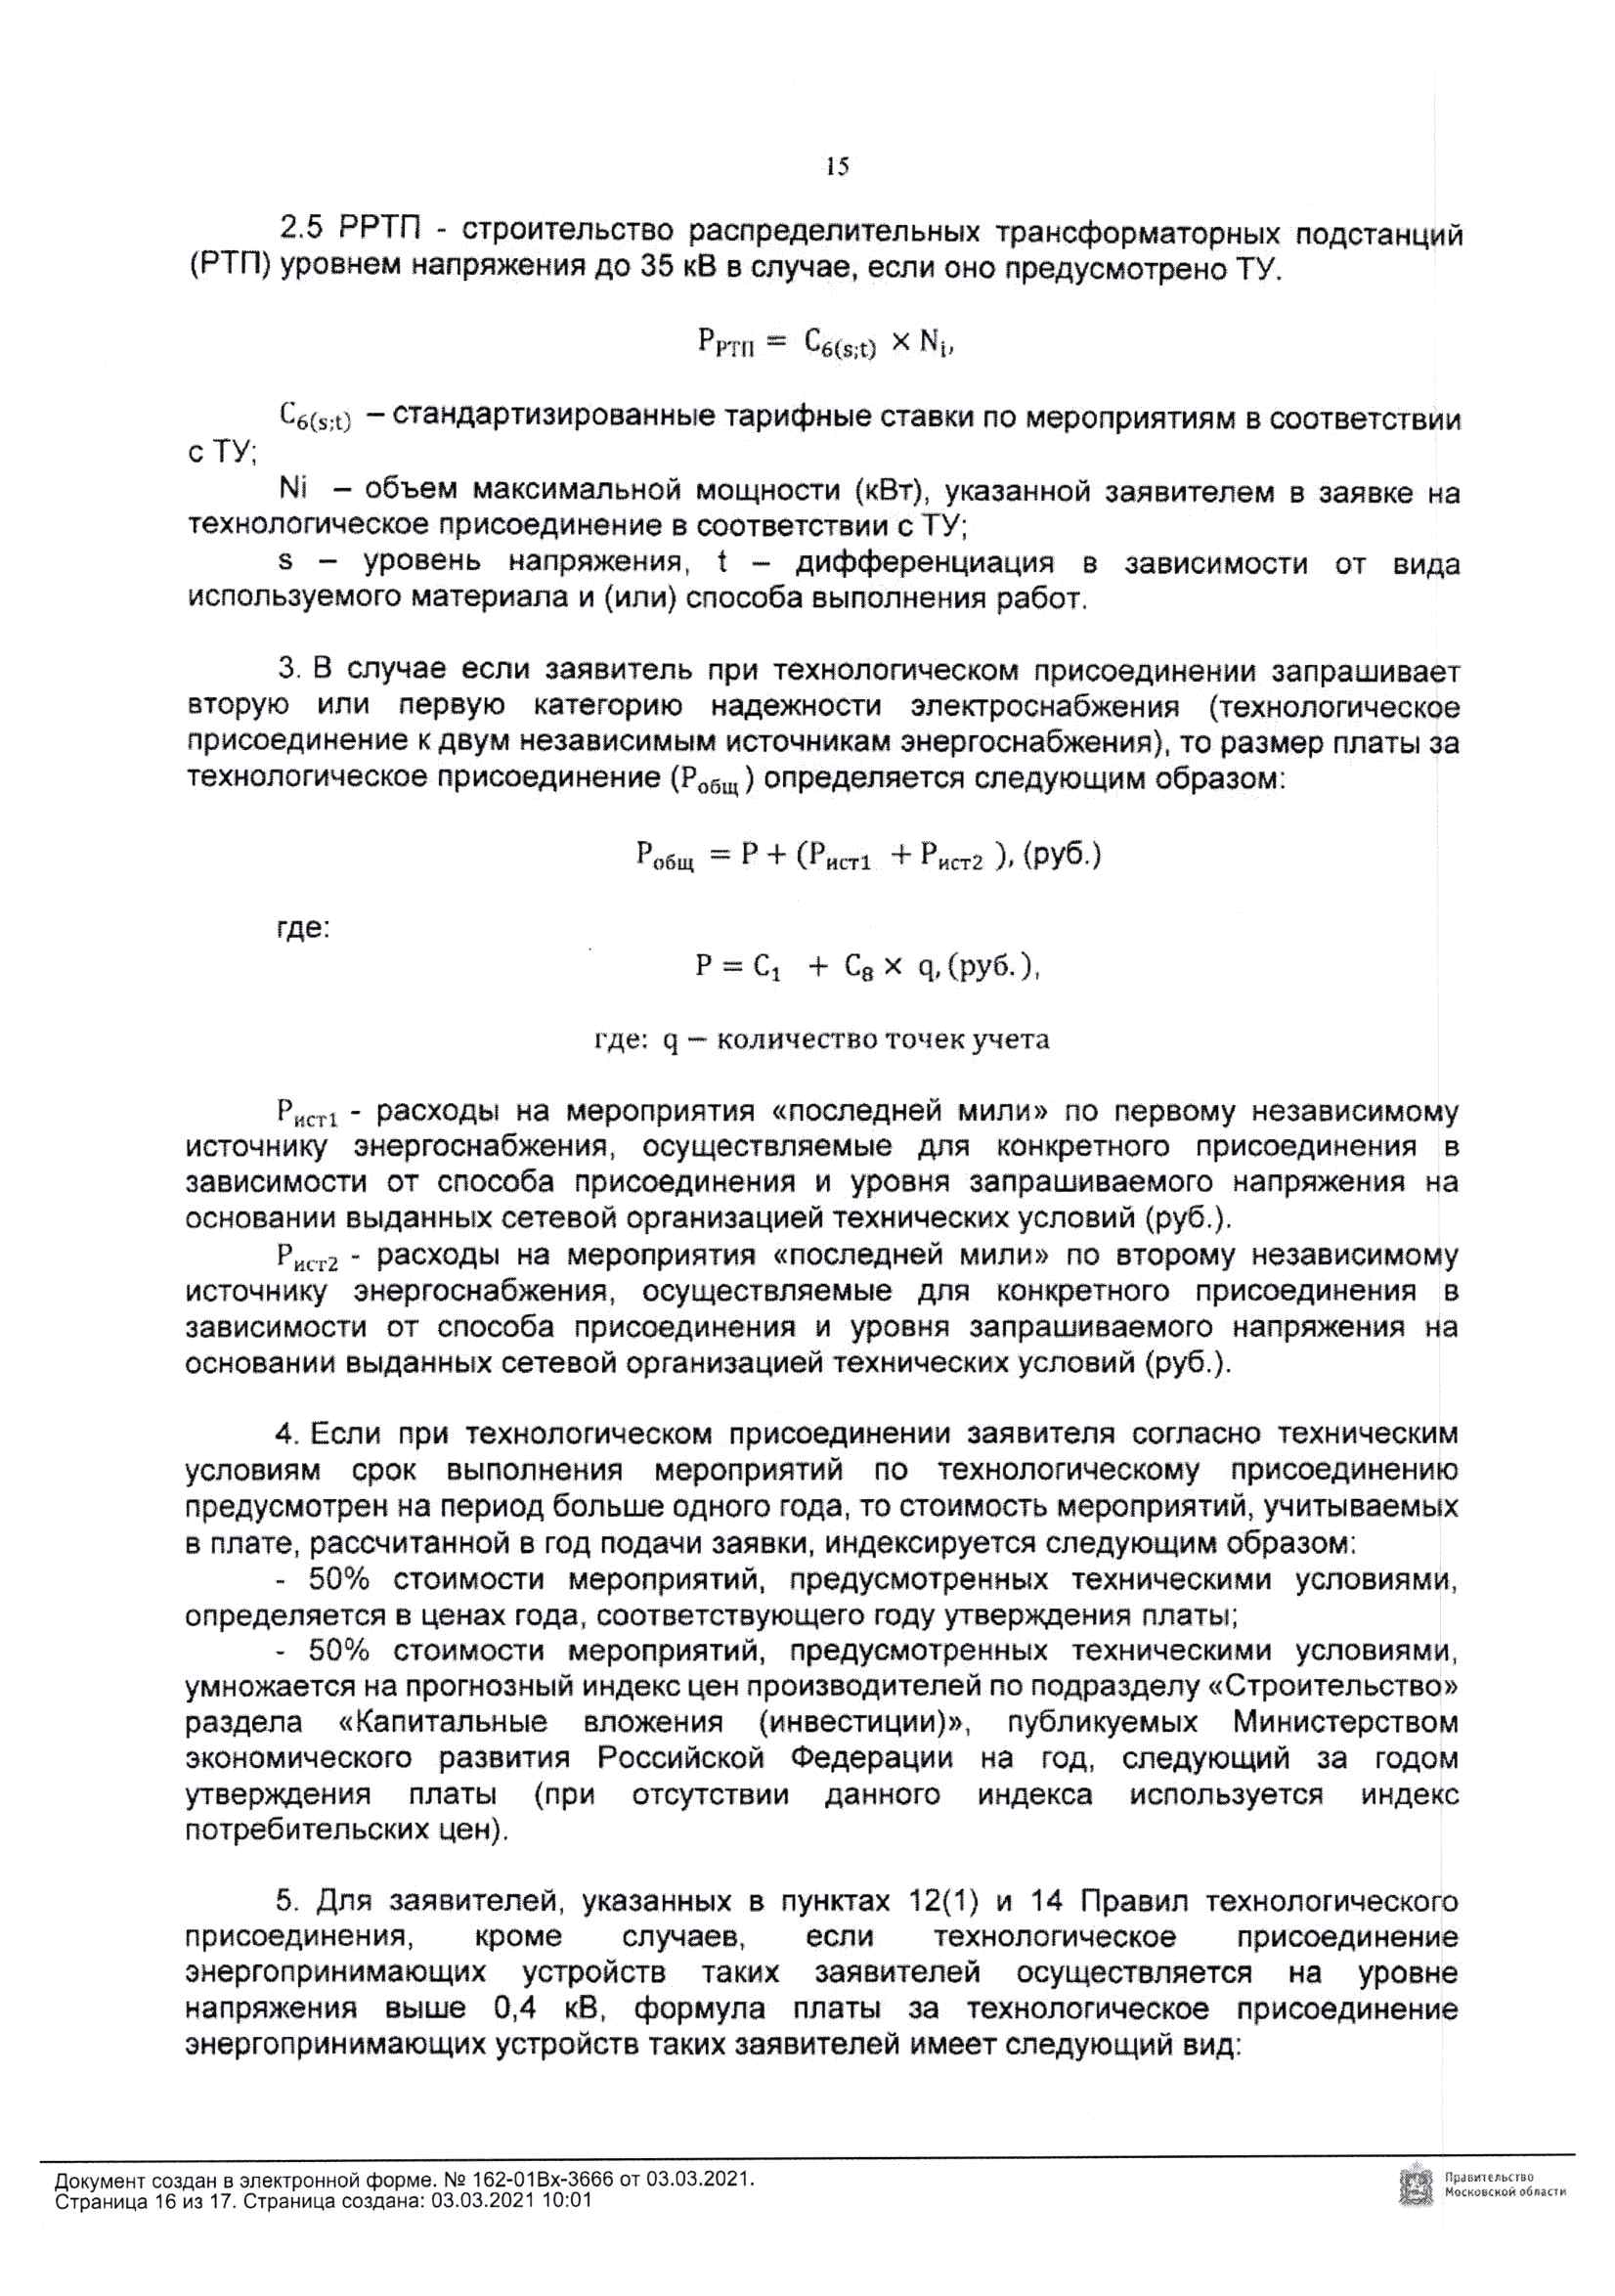 15
2.5 РРТП - строительство распределительных трансформаторных подстанций
(РТП) уровнем напряжения до 35 кВ в случае, если оно предусмотрено ТУ.
Р_РТП = С_6(s;t) × N_i,
С_6(s;t) – стандартизированные тарифные ставки по мероприятиям в соответствии
с ТУ;
Ni – объем максимальной мощности (кВт), указанной заявителем в заявке на
технологическое присоединение в соответствии с ТУ;
s – уровень напряжения, t – дифференциация в зависимости от вида
используемого материала и (или) способа выполнения работ.
3. В случае если заявитель при технологическом присоединении запрашивает
вторую или первую категорию надежности электроснабжения (технологическое
присоединение к двум независимым источникам энергоснабжения), то размер платы за
технологическое присоединение (Р_общ) определяется следующим образом:
Р_общ = Р + (Р_ист1 + Р_ист2 ), (руб.)
где:
Р = С₁ + С₈ × q, (руб.),
где: q – количество точек учета
Р_ист1 - расходы на мероприятия «последней мили» по первому независимому
источнику энергоснабжения, осуществляемые для конкретного присоединения в
зависимости от способа присоединения и уровня запрашиваемого напряжения на
основании выданных сетевой организацией технических условий (руб.).
Р_ист2 - расходы на мероприятия «последней мили» по второму независимому
источнику энергоснабжения, осуществляемые для конкретного присоединения в
зависимости от способа присоединения и уровня запрашиваемого напряжения на
основании выданных сетевой организацией технических условий (руб.).
4. Если при технологическом присоединении заявителя согласно техническим
условиям срок выполнения мероприятий по технологическому присоединению
предусмотрен на период больше одного года, то стоимость мероприятий, учитываемых
в плате, рассчитанной в год подачи заявки, индексируется следующим образом:
- 50% стоимости мероприятий, предусмотренных техническими условиями,
определяется в ценах года, соответствующего году утверждения платы;
- 50% стоимости мероприятий, предусмотренных техническими условиями,
умножается на прогнозный индекс цен производителей по подразделу «Строительство»
раздела «Капитальные вложения (инвестиции)», публикуемых Министерством
экономического развития Российской Федерации на год, следующий за годом
утверждения платы (при отсутствии данного индекса используется индекс
потребительских цен).
5. Для заявителей, указанных в пунктах 12(1) и 14 Правил технологического
присоединения, кроме случаев, если технологическое присоединение
энергопринимающих устройств таких заявителей осуществляется на уровне
напряжения выше 0,4 кВ, формула платы за технологическое присоединение
энергопринимающих устройств таких заявителей имеет следующий вид:
Документ создан в электронной форме. № 162-01Вх-3666 от 03.03.2021.
Страница 16 из 17. Страница создана: 03.03.2021 10:01
Правительство
Московской области